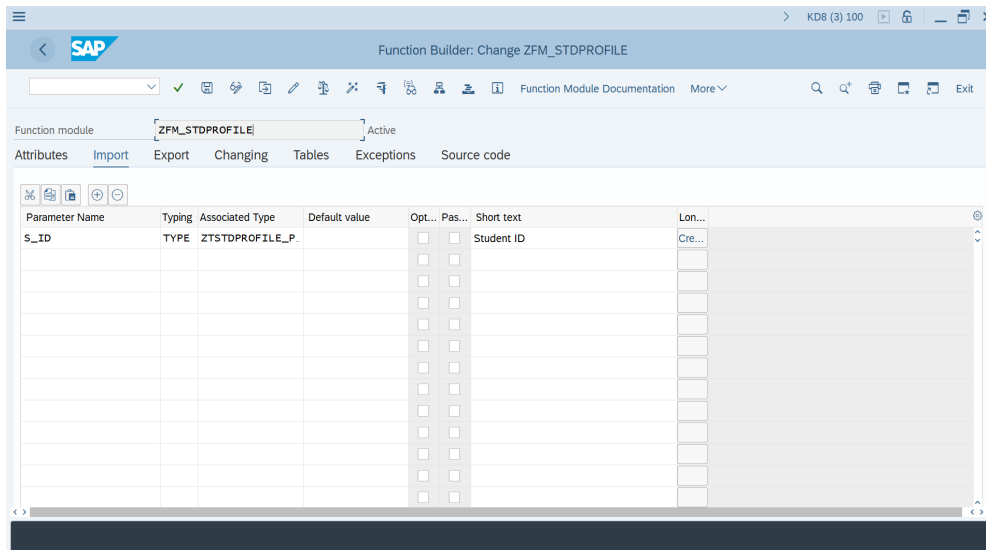 KD8 (3) 100
SAP
Function Builder: Change ZFM_STDPROFILE
Function Module Documentation More Exit
Function module ZFM_STDPROFILE Active
Attributes Import Export Changing Tables Exceptions Source code
Parameter Name Typing Associated Type Default value Opt... Pas... Short text Lon...
S_ID TYPE ZTSTDPROFILE_P. Student ID Cre...